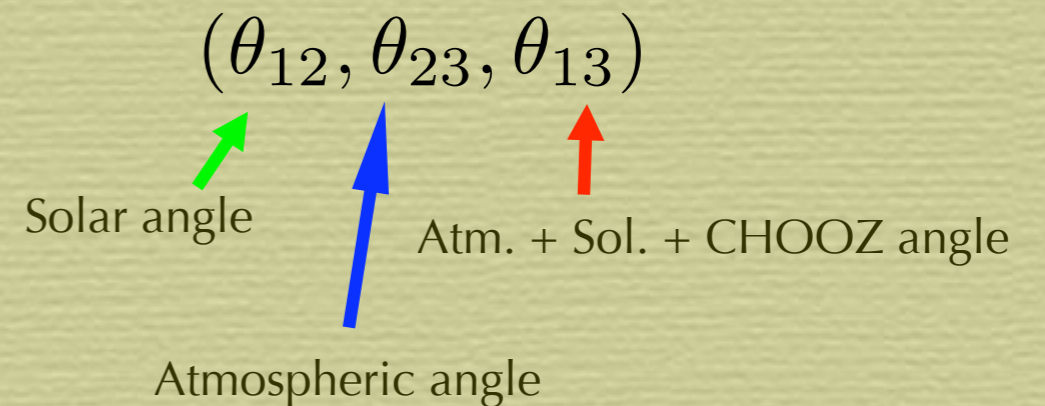 (θ₁₂, θ₂₃, θ₁₃)
Solar angle
Atm. + Sol. + CHOOZ angle
Atmospheric angle